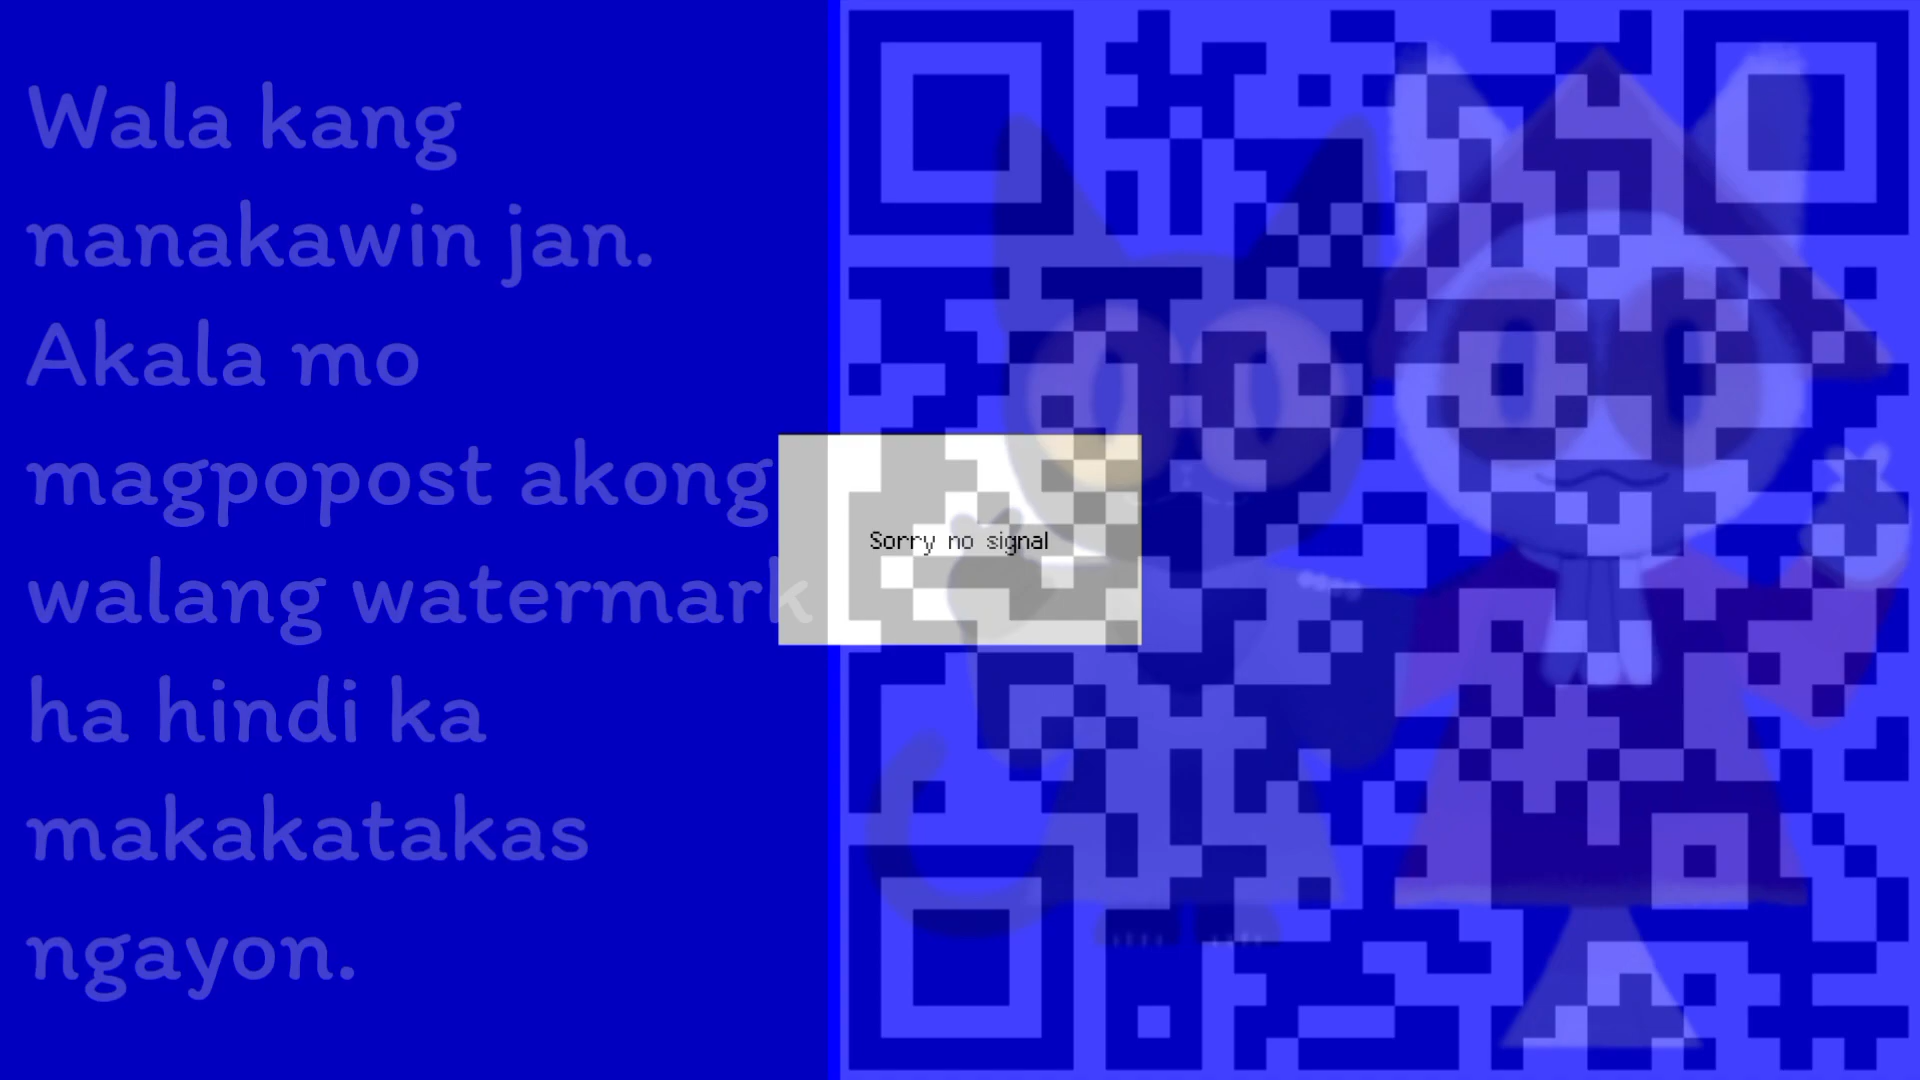 Wala kang
nanakawin jan.
Akala mo
magpopost akong
walang watermark
ha hindi ka
makakatakas
ngayon.
Sorry no signal